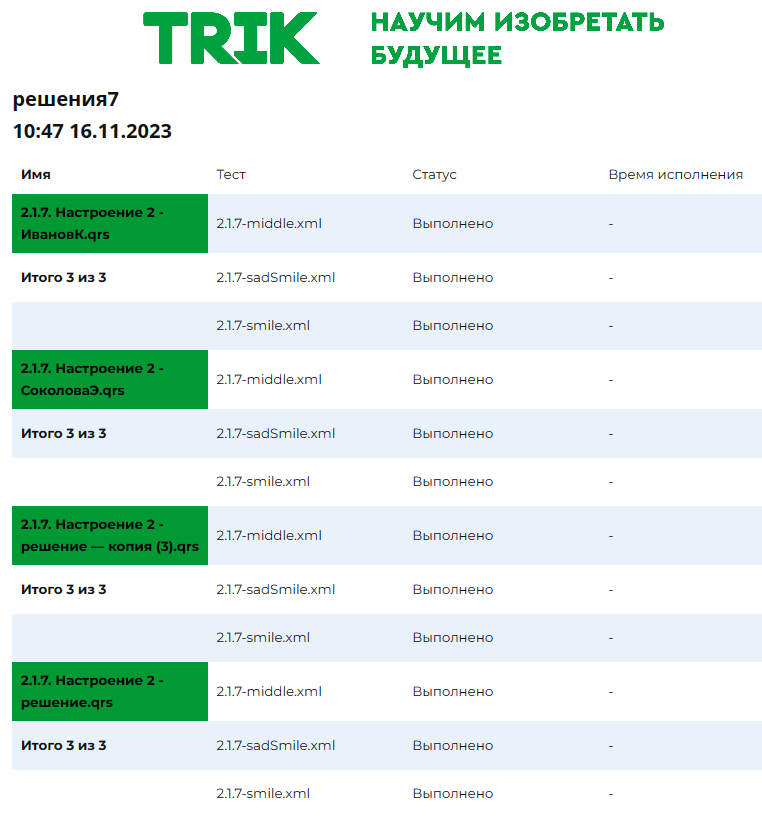 TRIK
НАУЧИМ ИЗОБРЕТАТЬ
БУДУЩЕЕ
решения7
10:47 16.11.2023
Имя Тест Статус Время исполнения
2.1.7. Настроение 2 -
ИвановК.qrs 2.1.7-middle.xml Выполнено -
Итого 3 из 3 2.1.7-sadSmile.xml Выполнено -
2.1.7-smile.xml Выполнено -
2.1.7. Настроение 2 -
СоколоваЭ.qrs 2.1.7-middle.xml Выполнено -
Итого 3 из 3 2.1.7-sadSmile.xml Выполнено -
2.1.7-smile.xml Выполнено -
2.1.7. Настроение 2 -
решение — копия (3).qrs 2.1.7-middle.xml Выполнено -
Итого 3 из 3 2.1.7-sadSmile.xml Выполнено -
2.1.7-smile.xml Выполнено -
2.1.7. Настроение 2 -
решение.qrs 2.1.7-middle.xml Выполнено -
Итого 3 из 3 2.1.7-sadSmile.xml Выполнено -
2.1.7-smile.xml Выполнено -